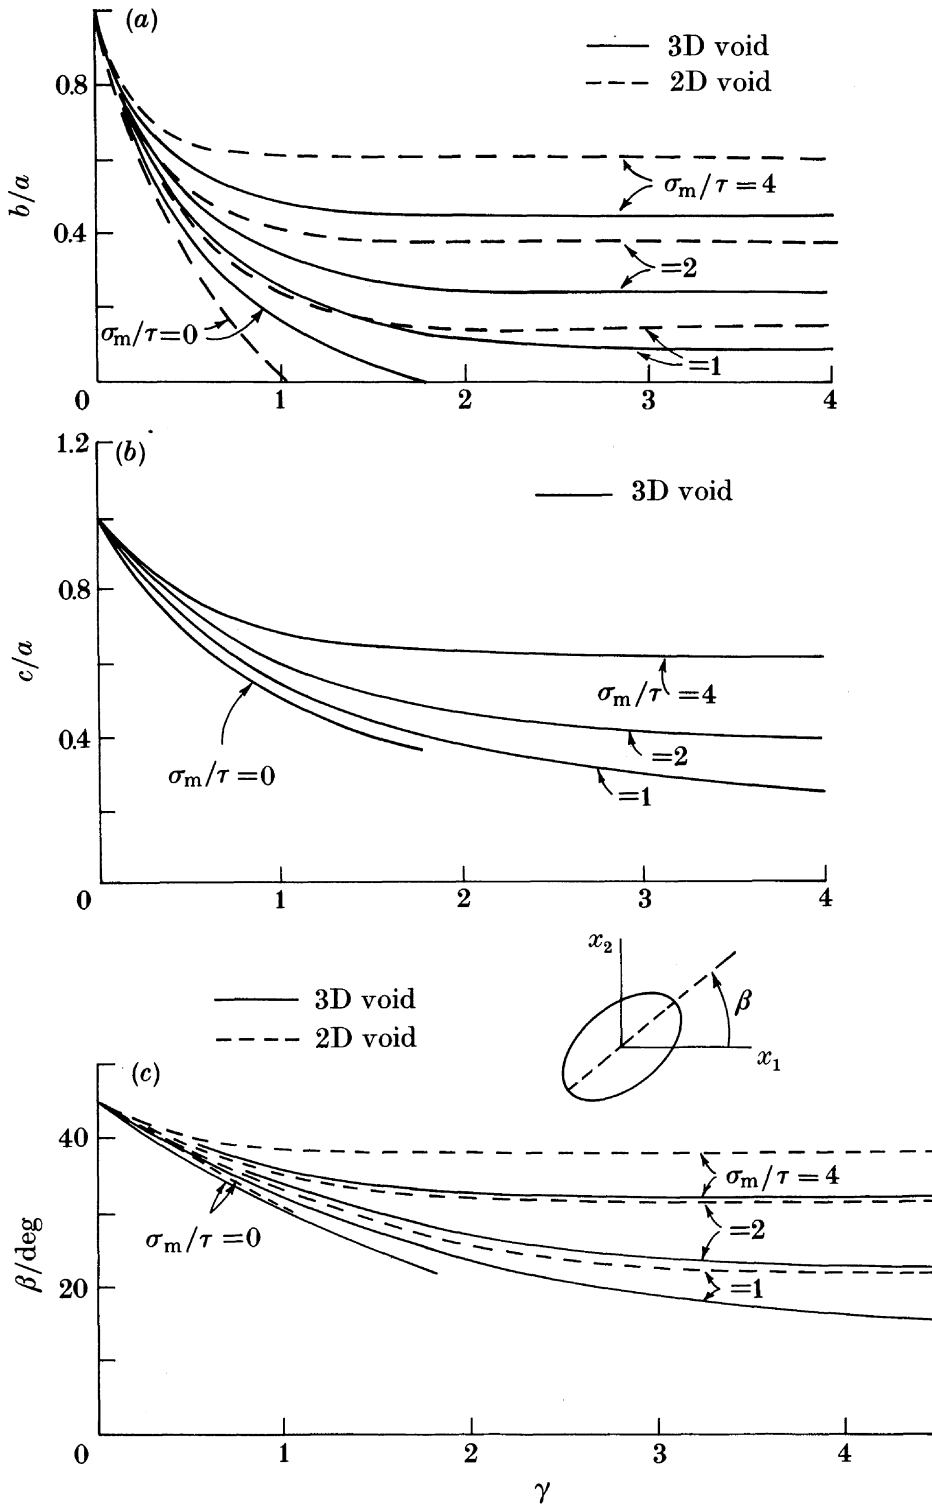 (a)
3D void
2D void
0.8
b/a
σm/τ = 4
0.4
=2
σm/τ=0
=1
0 1 2 3 4
1.2
(b)
3D void
0.8
c/a
σm/τ =4
0.4
=2
σm/τ =0
=1
0 1 2 3 4
x2
3D void
β
2D void
x1
(c)
40
σm/τ = 4
β/deg
σm/τ =0
=2
20
=1
0 1 2 3 4
γ